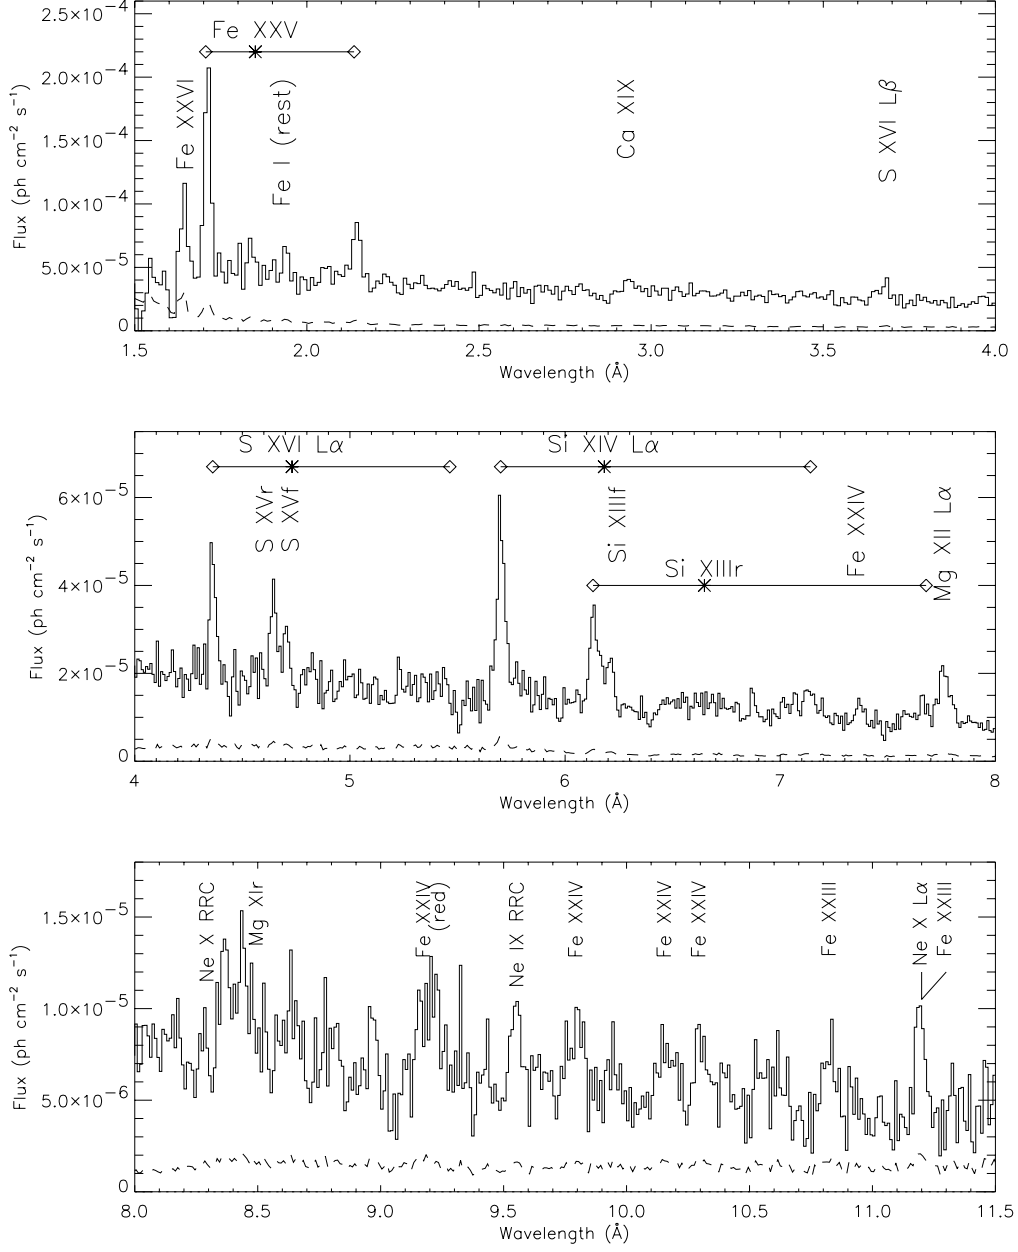 2.5×10⁻⁴
2.0×10⁻⁴
1.5×10⁻⁴
1.0×10⁻⁴
5.0×10⁻⁵
0
Flux (ph cm⁻² s⁻¹)
Fe XXV
Fe XXVI
Fe I (rest)
Ca XIX
S XVI Lβ
1.5 2.0 2.5 3.0 3.5 4.0
Wavelength (Å)
6×10⁻⁵
4×10⁻⁵
2×10⁻⁵
0
Flux (ph cm⁻² s⁻¹)
S XVI Lα
S XVr
S XVf
Si XIV Lα
Si XIIIf
Si XIIIr
Fe XXIV
Mg XII Lα
4 5 6 7 8
Wavelength (Å)
1.5×10⁻⁵
1.0×10⁻⁵
5.0×10⁻⁶
0
Flux (ph cm⁻² s⁻¹)
Ne X RRC
Mg XIr
Fe XXIV
(red)
Ne IX RRC
Fe XXIV
Fe XXIV
Fe XXIV
Fe XXIII
Ne X Lα
Fe XXIII
8.0 8.5 9.0 9.5 10.0 10.5 11.0 11.5
Wavelength (Å)